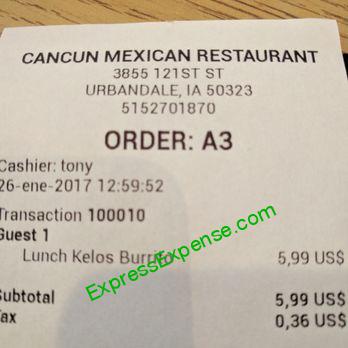 CANCUN MEXICAN RESTAURANT
3855 121ST ST
URBANDALE, IA 50323
5152701870
ORDER: A3
Cashier: tony
26-ene-2017 12:59:52
Transaction 100010
Guest 1
Lunch Kelos Burrito 5,99 US$
ExpressExpense.com
Subtotal 5,99 US$
Tax 0,36 US$